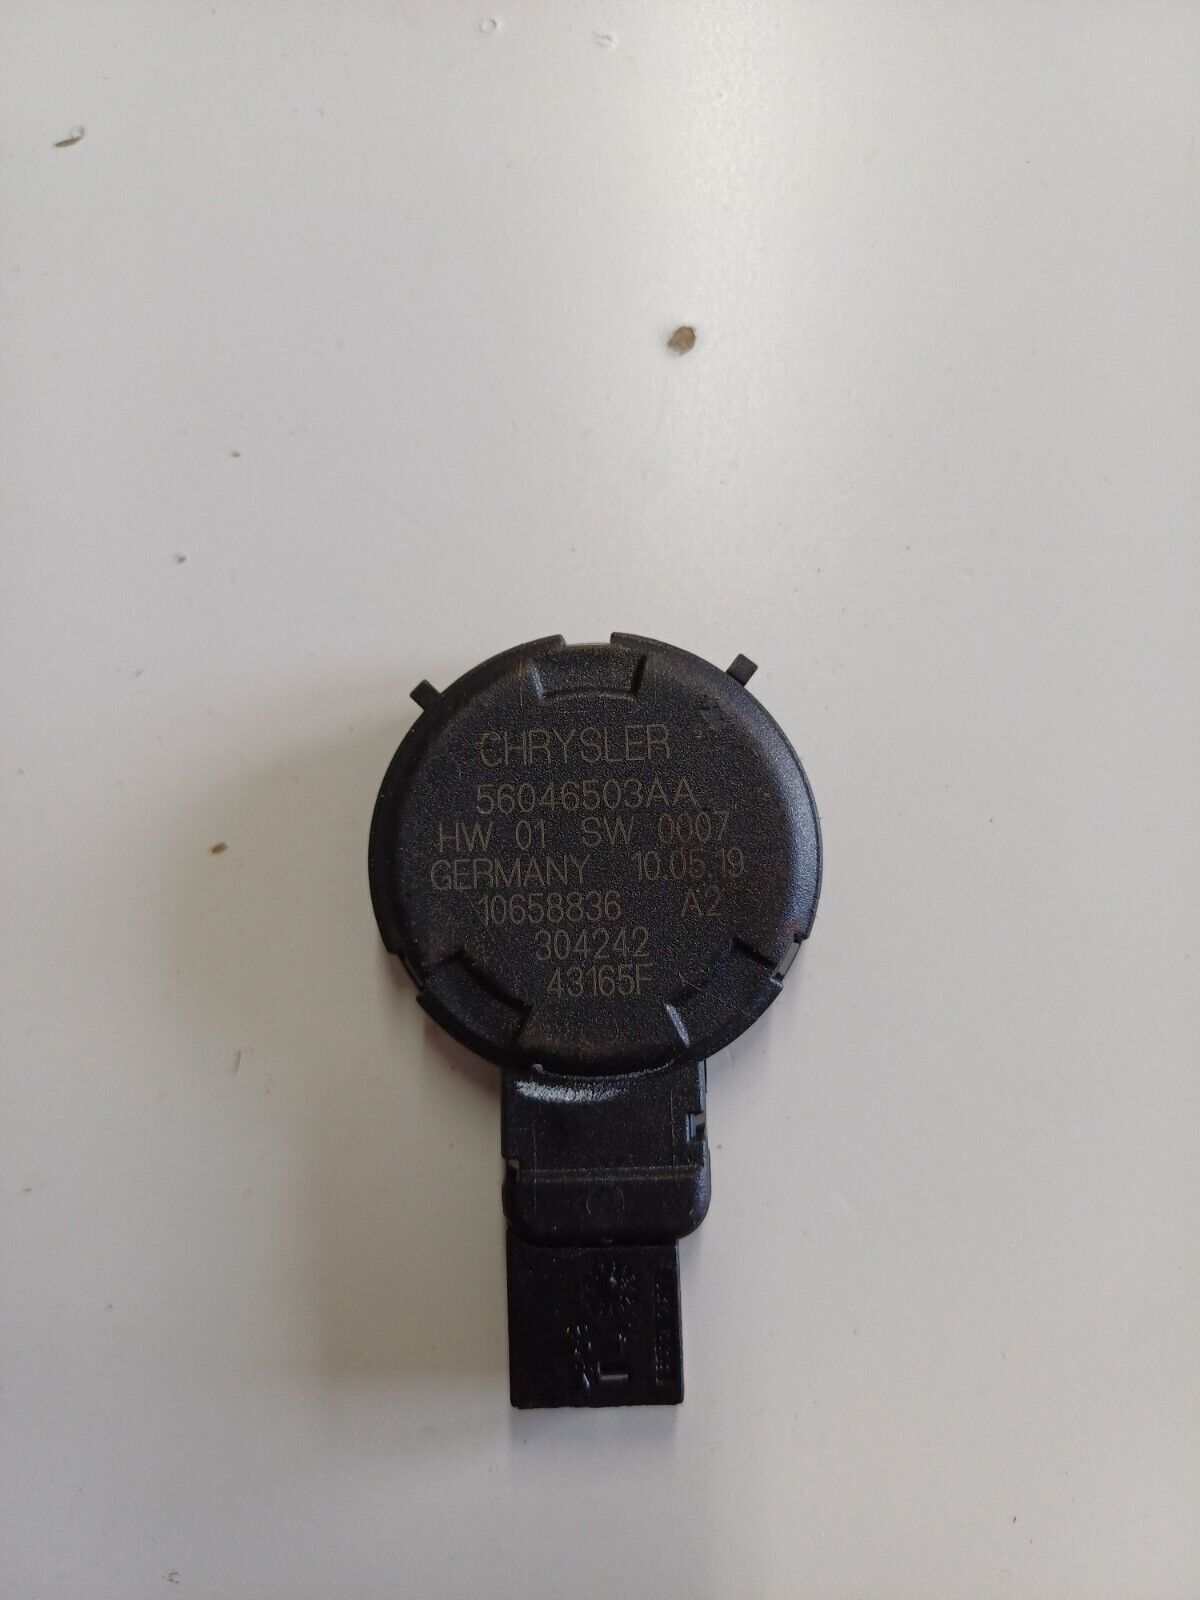 CHRYSLER
56046503AA
HW 01 SW 0007
GERMANY 10.05.19
10658836 A2
304242
43165F